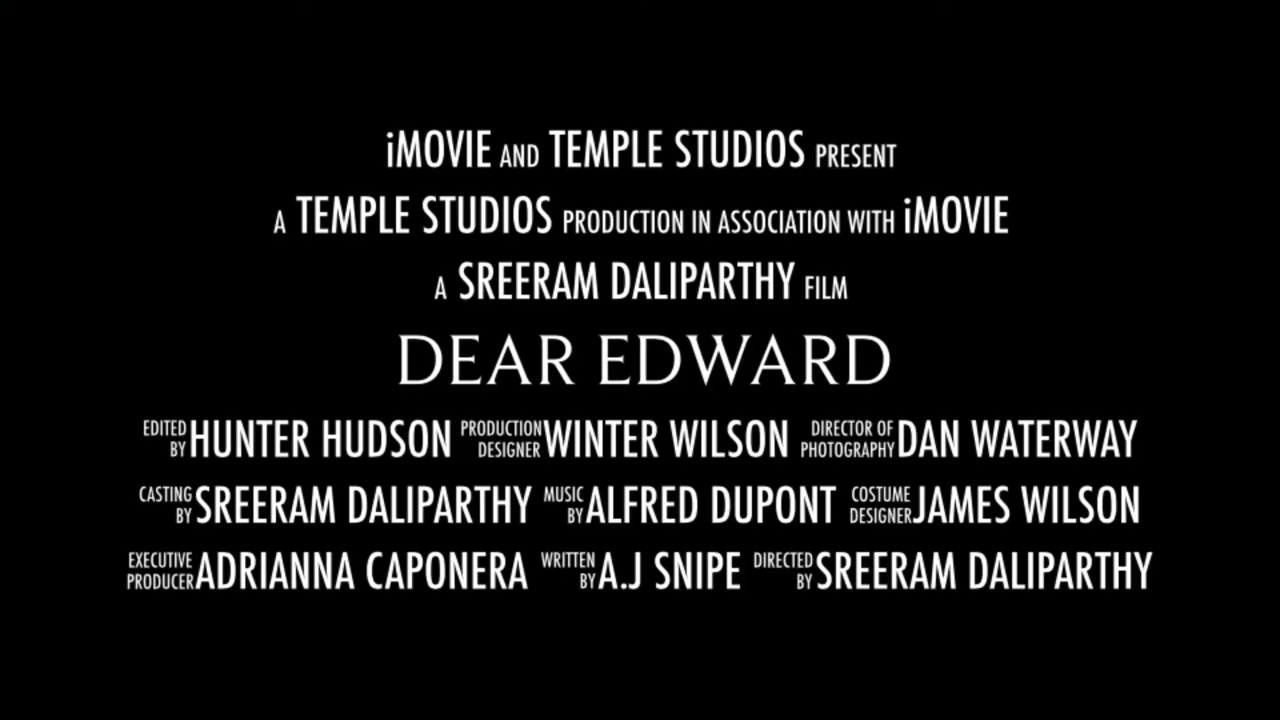 iMOVIE AND TEMPLE STUDIOS PRESENT
A TEMPLE STUDIOS PRODUCTION IN ASSOCIATION WITH iMOVIE
A SREERAM DALIPARTHY FILM
DEAR EDWARD
EDITED BY HUNTER HUDSON PRODUCTION DESIGNER WINTER WILSON DIRECTOR OF PHOTOGRAPHY DAN WATERWAY
CASTING BY SREERAM DALIPARTHY MUSIC BY ALFRED DUPONT COSTUME DESIGNER JAMES WILSON
EXECUTIVE PRODUCER ADRIANNA CAPONERA WRITTEN BY A.J SNIPE DIRECTED BY SREERAM DALIPARTHY